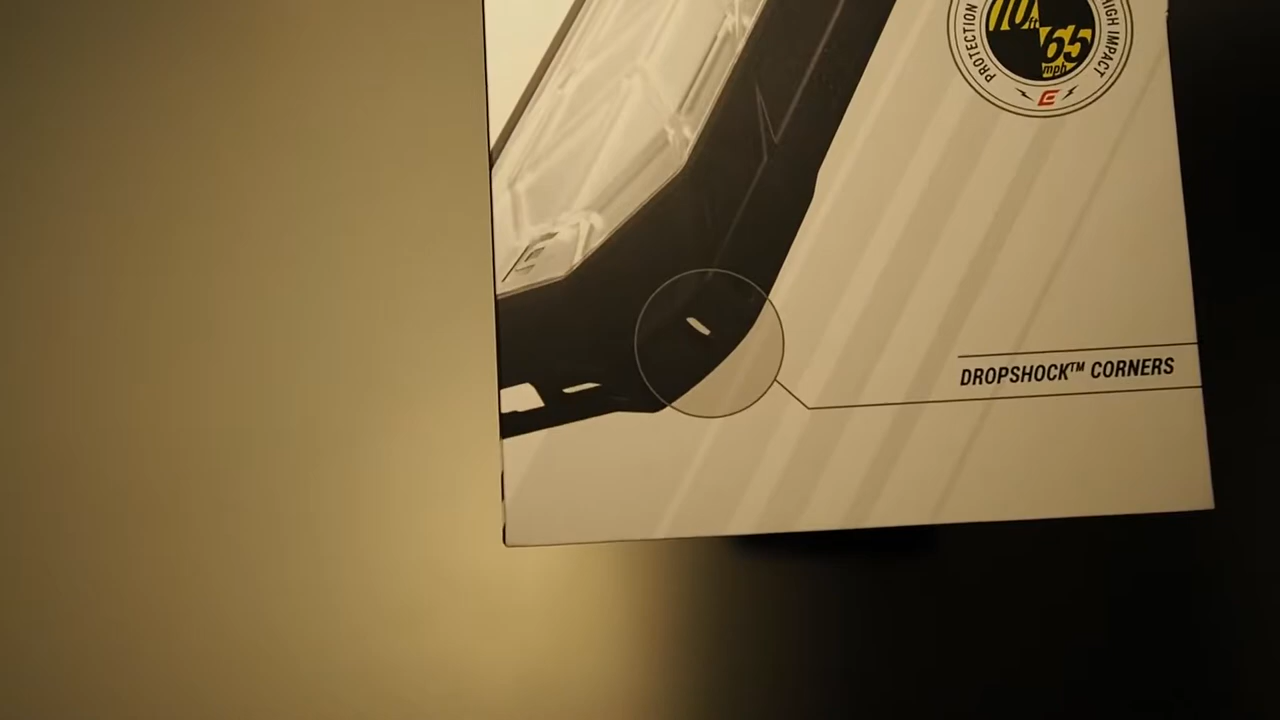 PROTECTION
10ft
65
mph
HIGH IMPACT
DROPSHOCK™ CORNERS